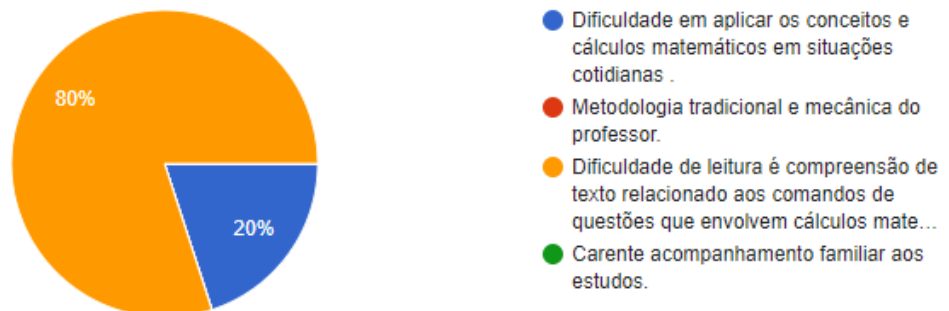 80%
20%
Dificuldade em aplicar os conceitos e
cálculos matemáticos em situações
cotidianas .
Metodologia tradicional e mecânica do
professor.
Dificuldade de leitura é compreensão de
texto relacionado aos comandos de
questões que envolvem cálculos mate...
Carente acompanhamento familiar aos
estudos.